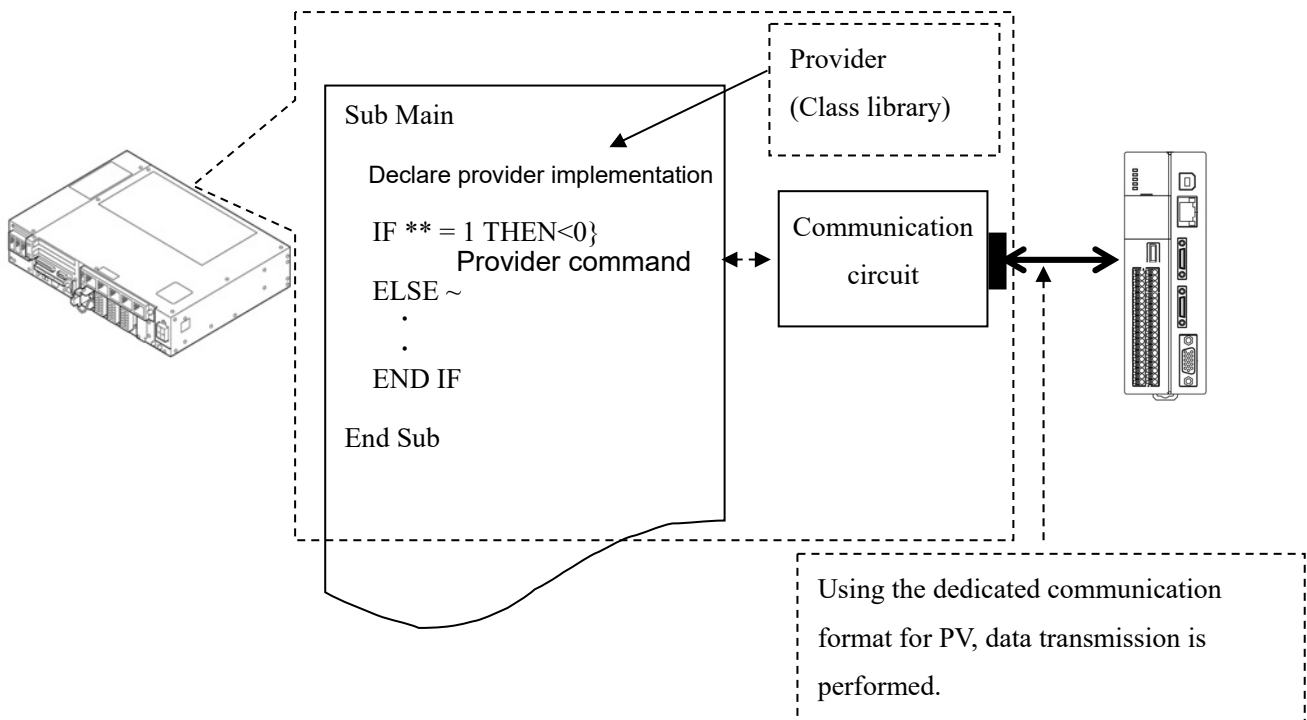 Provider
(Class library)
Sub Main
Declare provider implementation
IF ** = 1 THEN<0}
Provider command
ELSE ~
.
.
END IF
End Sub
Communication
circuit
Using the dedicated communication
format for PV, data transmission is
performed.